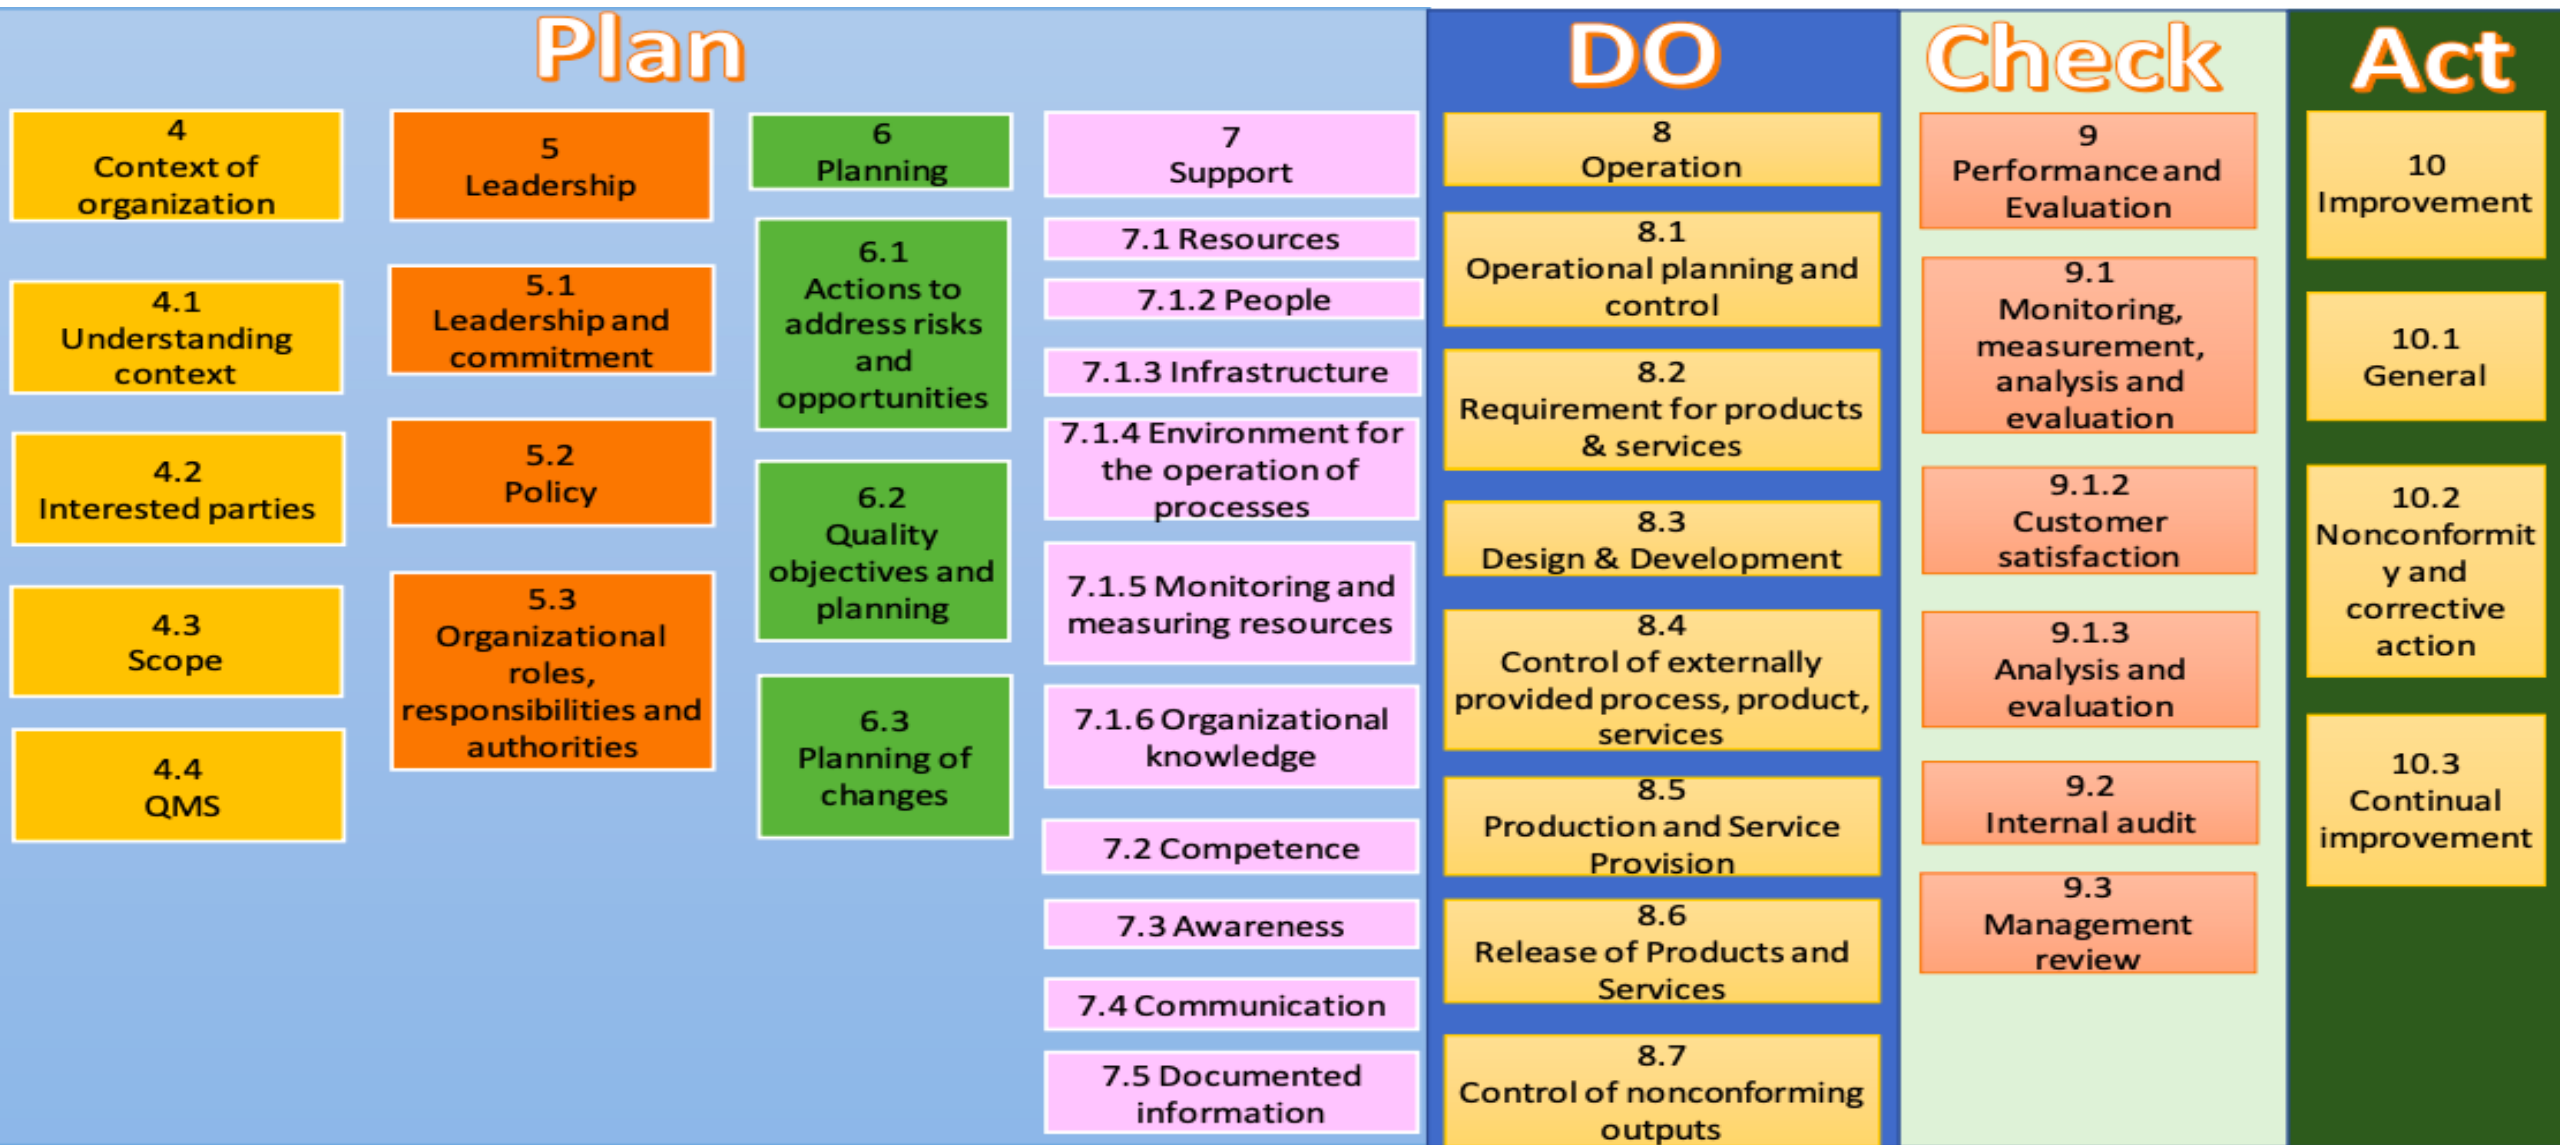 Plan
4
Context of
organization
4.1
Understanding
context
4.2
Interested parties
4.3
Scope
4.4
QMS
5
Leadership
5.1
Leadership and
commitment
5.2
Policy
5.3
Organizational
roles,
responsibilities and
authorities
6
Planning
6.1
Actions to
address risks
and
opportunities
6.2
Quality
objectives and
planning
6.3
Planning of
changes
7
Support
7.1 Resources
7.1.2 People
7.1.3 Infrastructure
7.1.4 Environment for
the operation of
processes
7.1.5 Monitoring and
measuring resources
7.1.6 Organizational
knowledge
7.2 Competence
7.3 Awareness
7.4 Communication
7.5 Documented
information
DO
8
Operation
8.1
Operational planning and
control
8.2
Requirement for products
& services
8.3
Design & Development
8.4
Control of externally
provided process, product,
services
8.5
Production and Service
Provision
8.6
Release of Products and
Services
8.7
Control of nonconforming
outputs
Check
9
Performance and
Evaluation
9.1
Monitoring,
measurement,
analysis and
evaluation
9.1.2
Customer
satisfaction
9.1.3
Analysis and
evaluation
9.2
Internal audit
9.3
Management
review
Act
10
Improvement
10.1
General
10.2
Nonconformit
y and
corrective
action
10.3
Continual
improvement